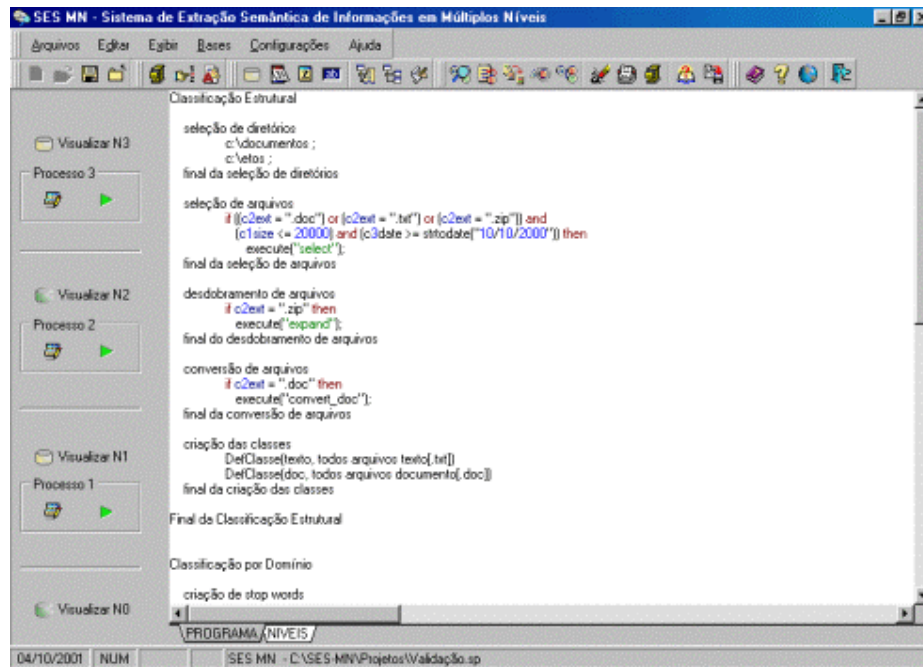 SES MN - Sistema de Extração Semântica de Informações em Múltiplos Níveis
Arquivos Egitar Exibir Bases Configurações Ajuda
Visualizar N3
Processo 3
Visualizar N2
Processo 2
Visualizar N1
Processo 1
Visualizar N0
Classificação Estrutural
seleção de diretórios
c:\documentos ;
c:\etos ;
final da seleção de diretórios
seleção de arquivos
if ((c2ext = ".doc") or (c2ext = ".txt") or (c2ext = ".zip")) and
(c1size <= 20000) and (c3date >= strtodate("10/10/2000")) then
execute("select");
final da seleção de arquivos
desdobramento de arquivos
if c2ext = ".zip" then
execute("expand");
final do desdobramento de arquivos
conversão de arquivos
if c2ext = ".doc" then
execute("convert_doc");
final da conversão de arquivos
criação das classes
DefClasse(texto, todos arquivos texto[.txt])
DefClasse(doc, todos arquivos documento[.doc])
final da criação das classes
Final da Classificação Estrutural
Classificação por Domínio
criação de stop words
PROGRAMA NIVEIS
04/10/2001 NUM SES MN - C:\SES-MN\Projetos\Validação.sp